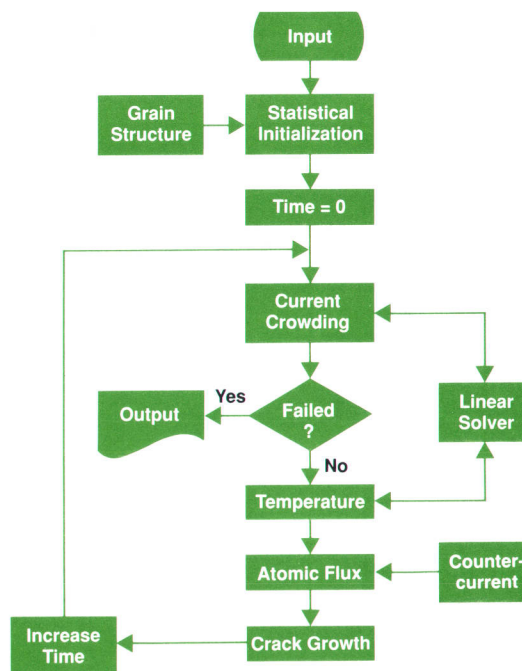 Input
Grain
Structure
Statistical
Initialization
Time = 0
Current
Crowding
Yes
Output
Failed
?
Linear
Solver
No
Temperature
Atomic Flux
Counter-
current
Increase
Time
Crack Growth